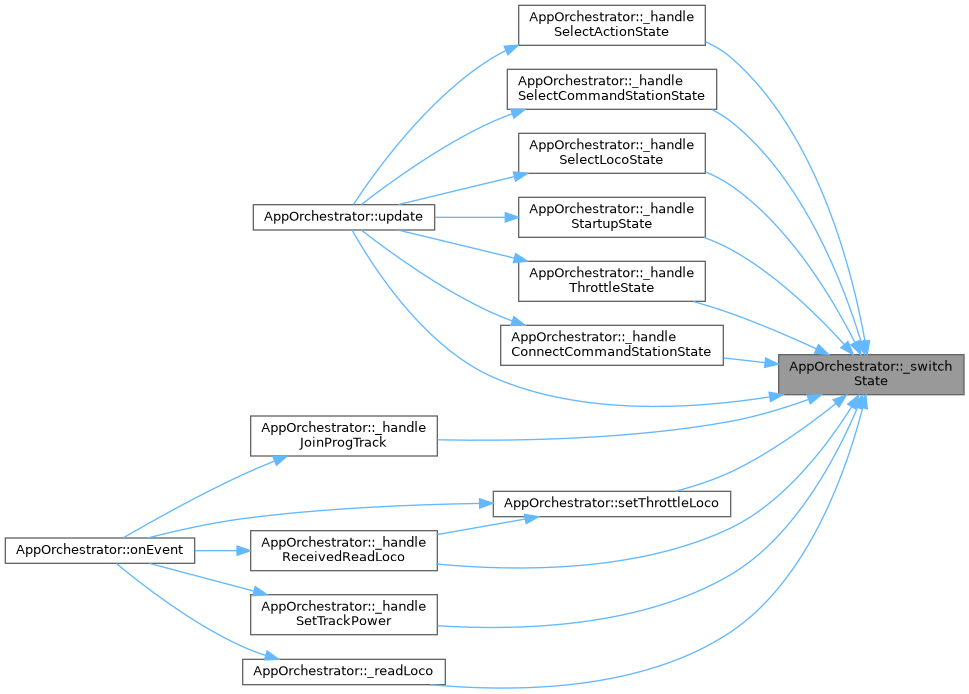 AppOrchestrator::_handle
SelectActionState
AppOrchestrator::_handle
SelectCommandStationState
AppOrchestrator::_handle
SelectLocoState
AppOrchestrator::update
AppOrchestrator::_handle
StartupState
AppOrchestrator::_handle
ThrottleState
AppOrchestrator::_handle
ConnectCommandStationState
AppOrchestrator::_switch
State
AppOrchestrator::_handle
JoinProgTrack
AppOrchestrator::setThrottleLoco
AppOrchestrator::onEvent
AppOrchestrator::_handle
ReceivedReadLoco
AppOrchestrator::_handle
SetTrackPower
AppOrchestrator::_readLoco